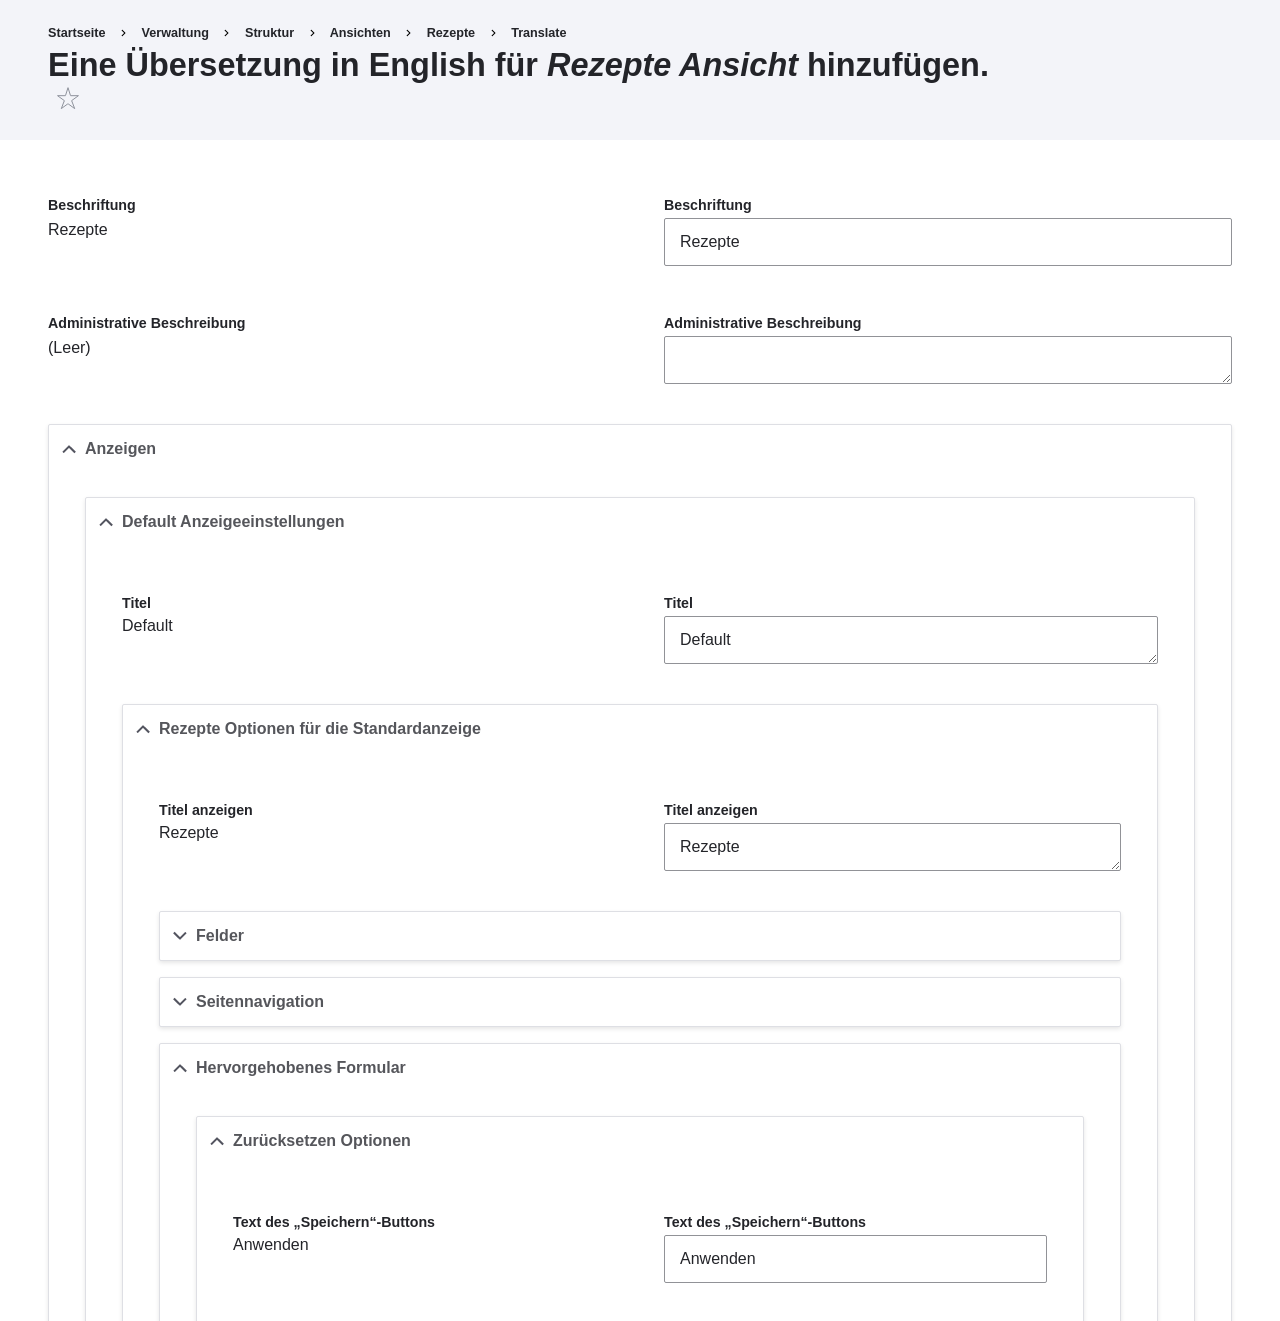 Startseite Verwaltung Struktur Ansichten Rezepte Translate
Eine Übersetzung in English für Rezepte Ansicht hinzufügen.
Beschriftung
Rezepte
Beschriftung
Rezepte
Administrative Beschreibung
(Leer)
Administrative Beschreibung
Anzeigen
Default Anzeigeeinstellungen
Titel
Default
Titel
Default
Rezepte Optionen für die Standardanzeige
Titel anzeigen
Rezepte
Titel anzeigen
Rezepte
Felder
Seitennavigation
Hervorgehobenes Formular
Zurücksetzen Optionen
Text des „Speichern“-Buttons
Anwenden
Text des „Speichern“-Buttons
Anwenden